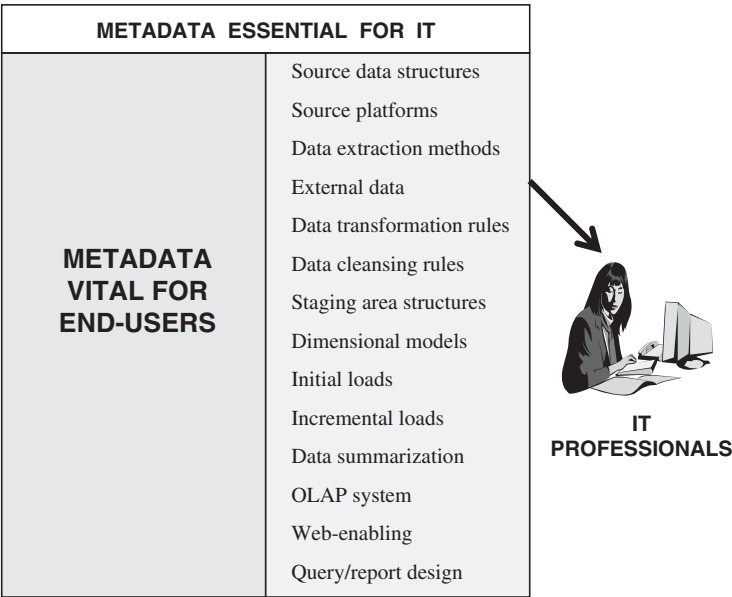 METADATA ESSENTIAL FOR IT
METADATA
VITAL FOR
END-USERS
Source data structures
Source platforms
Data extraction methods
External data
Data transformation rules
Data cleansing rules
Staging area structures
Dimensional models
Initial loads
Incremental loads
Data summarization
OLAP system
Web-enabling
Query/report design
IT
PROFESSIONALS